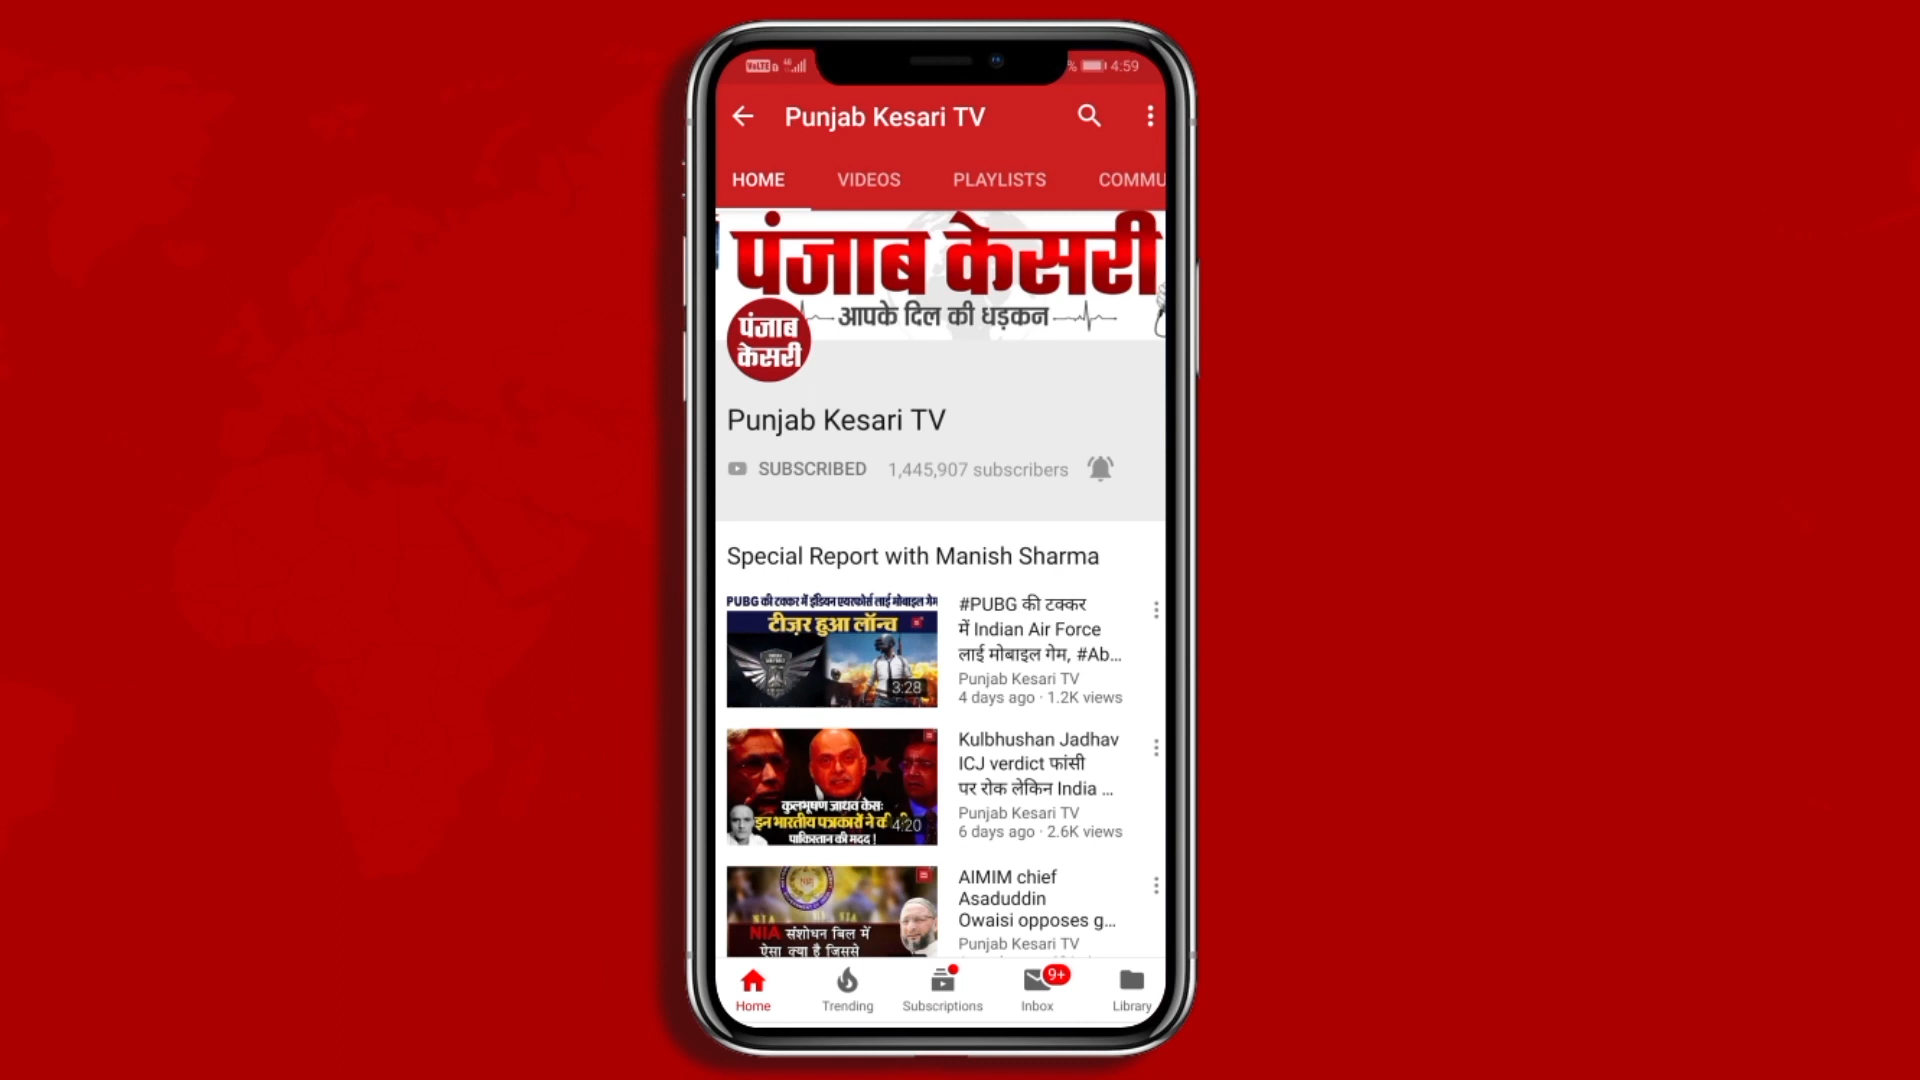 VoLTE 4G % 4:59
Punjab Kesari TV
HOME VIDEOS PLAYLISTS COMMU
पंजाब केसरी
आपके दिल की धड़कन
पंजाब
केसरी
Punjab Kesari TV
SUBSCRIBED 1,445,907 subscribers
Special Report with Manish Sharma
PUBG की टक्कर में इंडियन एयरफोर्स लाई मोबाइल गेम
टीज़र हुआ लॉन्च
3:28
#PUBG की टक्कर
में Indian Air Force
लाई मोबाइल गेम, #Ab...
Punjab Kesari TV
4 days ago · 1.2K views
कुलभूषण जाधव केसः
इन भारतीय पत्रकारों ने की
4:20
पाकिस्तान की मदद !
Kulbhushan Jadhav
ICJ verdict फांसी
पर रोक लेकिन India ...
Punjab Kesari TV
6 days ago · 2.6K views
NIA NIA NIA
NIA संशोधन बिल में
ऐसा क्या है जिससे
AIMIM chief
Asaduddin
Owaisi opposes g...
Punjab Kesari TV
Home Trending Subscriptions Inbox 9+ Library